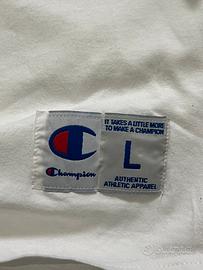 Champion
IT TAKES A LITTLE MORE
TO MAKE A CHAMPION
L
AUTHENTIC
ATHLETIC APPAREL